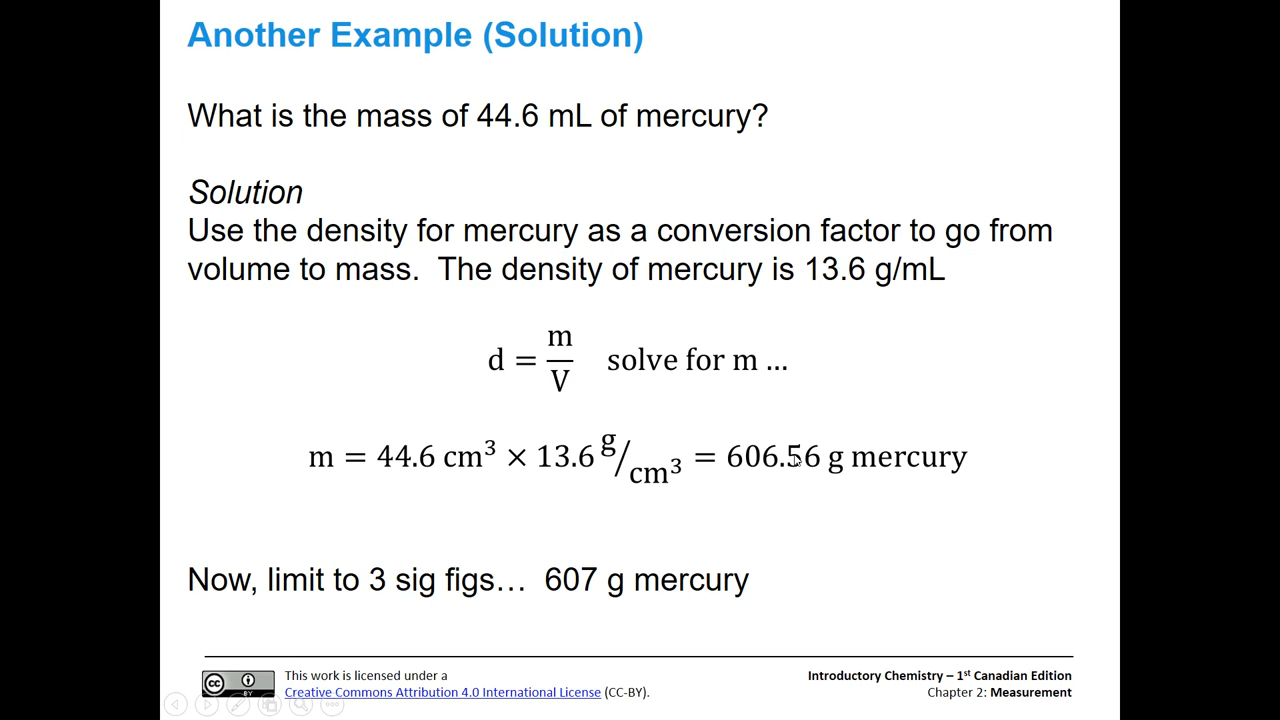 Another Example (Solution)
What is the mass of 44.6 mL of mercury?
Solution
Use the density for mercury as a conversion factor to go from
volume to mass. The density of mercury is 13.6 g/mL
d = m/V solve for m ...
m = 44.6 cm³ × 13.6 g/cm³ = 606.56 g mercury
Now, limit to 3 sig figs… 607 g mercury
This work is licensed under a
Creative Commons Attribution 4.0 International License (CC-BY).
cc BY
Introductory Chemistry – 1st Canadian Edition
Chapter 2: Measurement